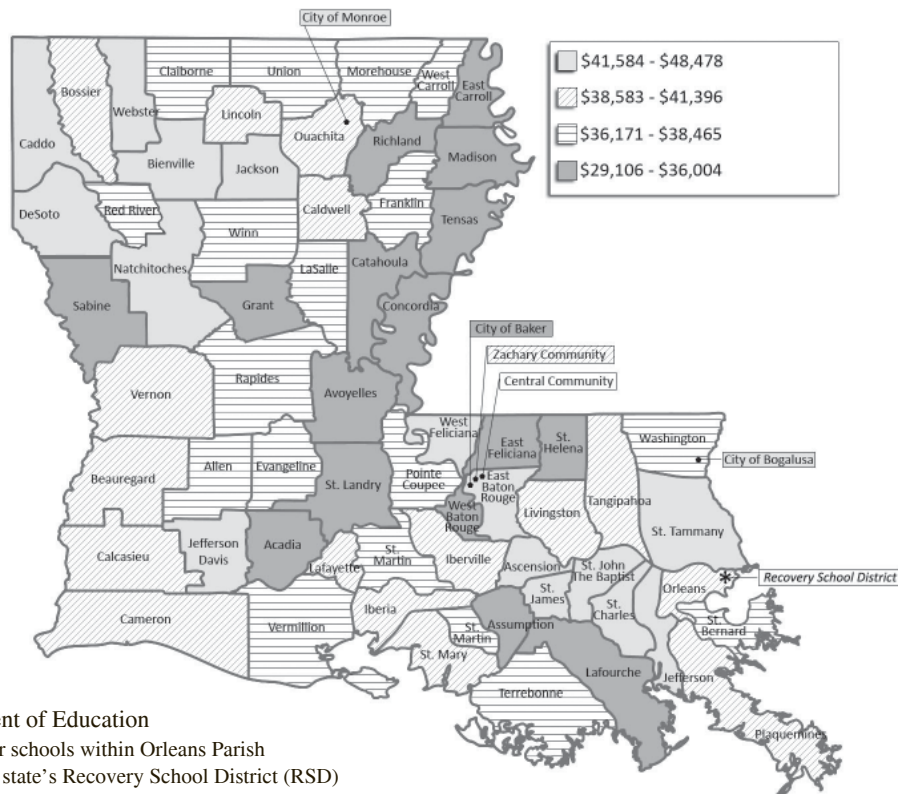 City of Monroe
$41,584 - $48,478
$38,583 - $41,396
$36,171 - $38,465
$29,106 - $36,004
Claiborne
Union
Morehouse
West
Carroll
East
Carroll
Bossier
Webster
Lincoln
Ouachita
Richland
Madison
Caddo
Bienville
Jackson
DeSoto
Red River
Winn
Caldwell
Franklin
Tensas
Natchitoches
LaSalle
Catahoula
Sabine
Grant
Concordia
City of Baker
Zachary Community
Central Community
Vernon
Rapides
Avoyelles
West
Feliciana
East
Feliciana
St.
Helena
Washington
City of Bogalusa
Beauregard
Allen
Evangeline
St. Landry
Pointe
Coupee
East
Baton
Rouge
West
Baton
Rouge
Livingston
Tangipahoa
St. Tammany
Calcasieu
Jefferson
Davis
Acadia
Lafayette
St.
Martin
Iberville
Ascension
St. John
The Baptist
Orleans
*
Recovery School District
Cameron
Vermillion
Iberia
St.
Martin
Assumption
St.
James
St.
Charles
St.
Bernard
St. Mary
Lafourche
Jefferson
Terrebonne
Plaquemines
nt of Education
r schools within Orleans Parish
state’s Recovery School District (RSD)